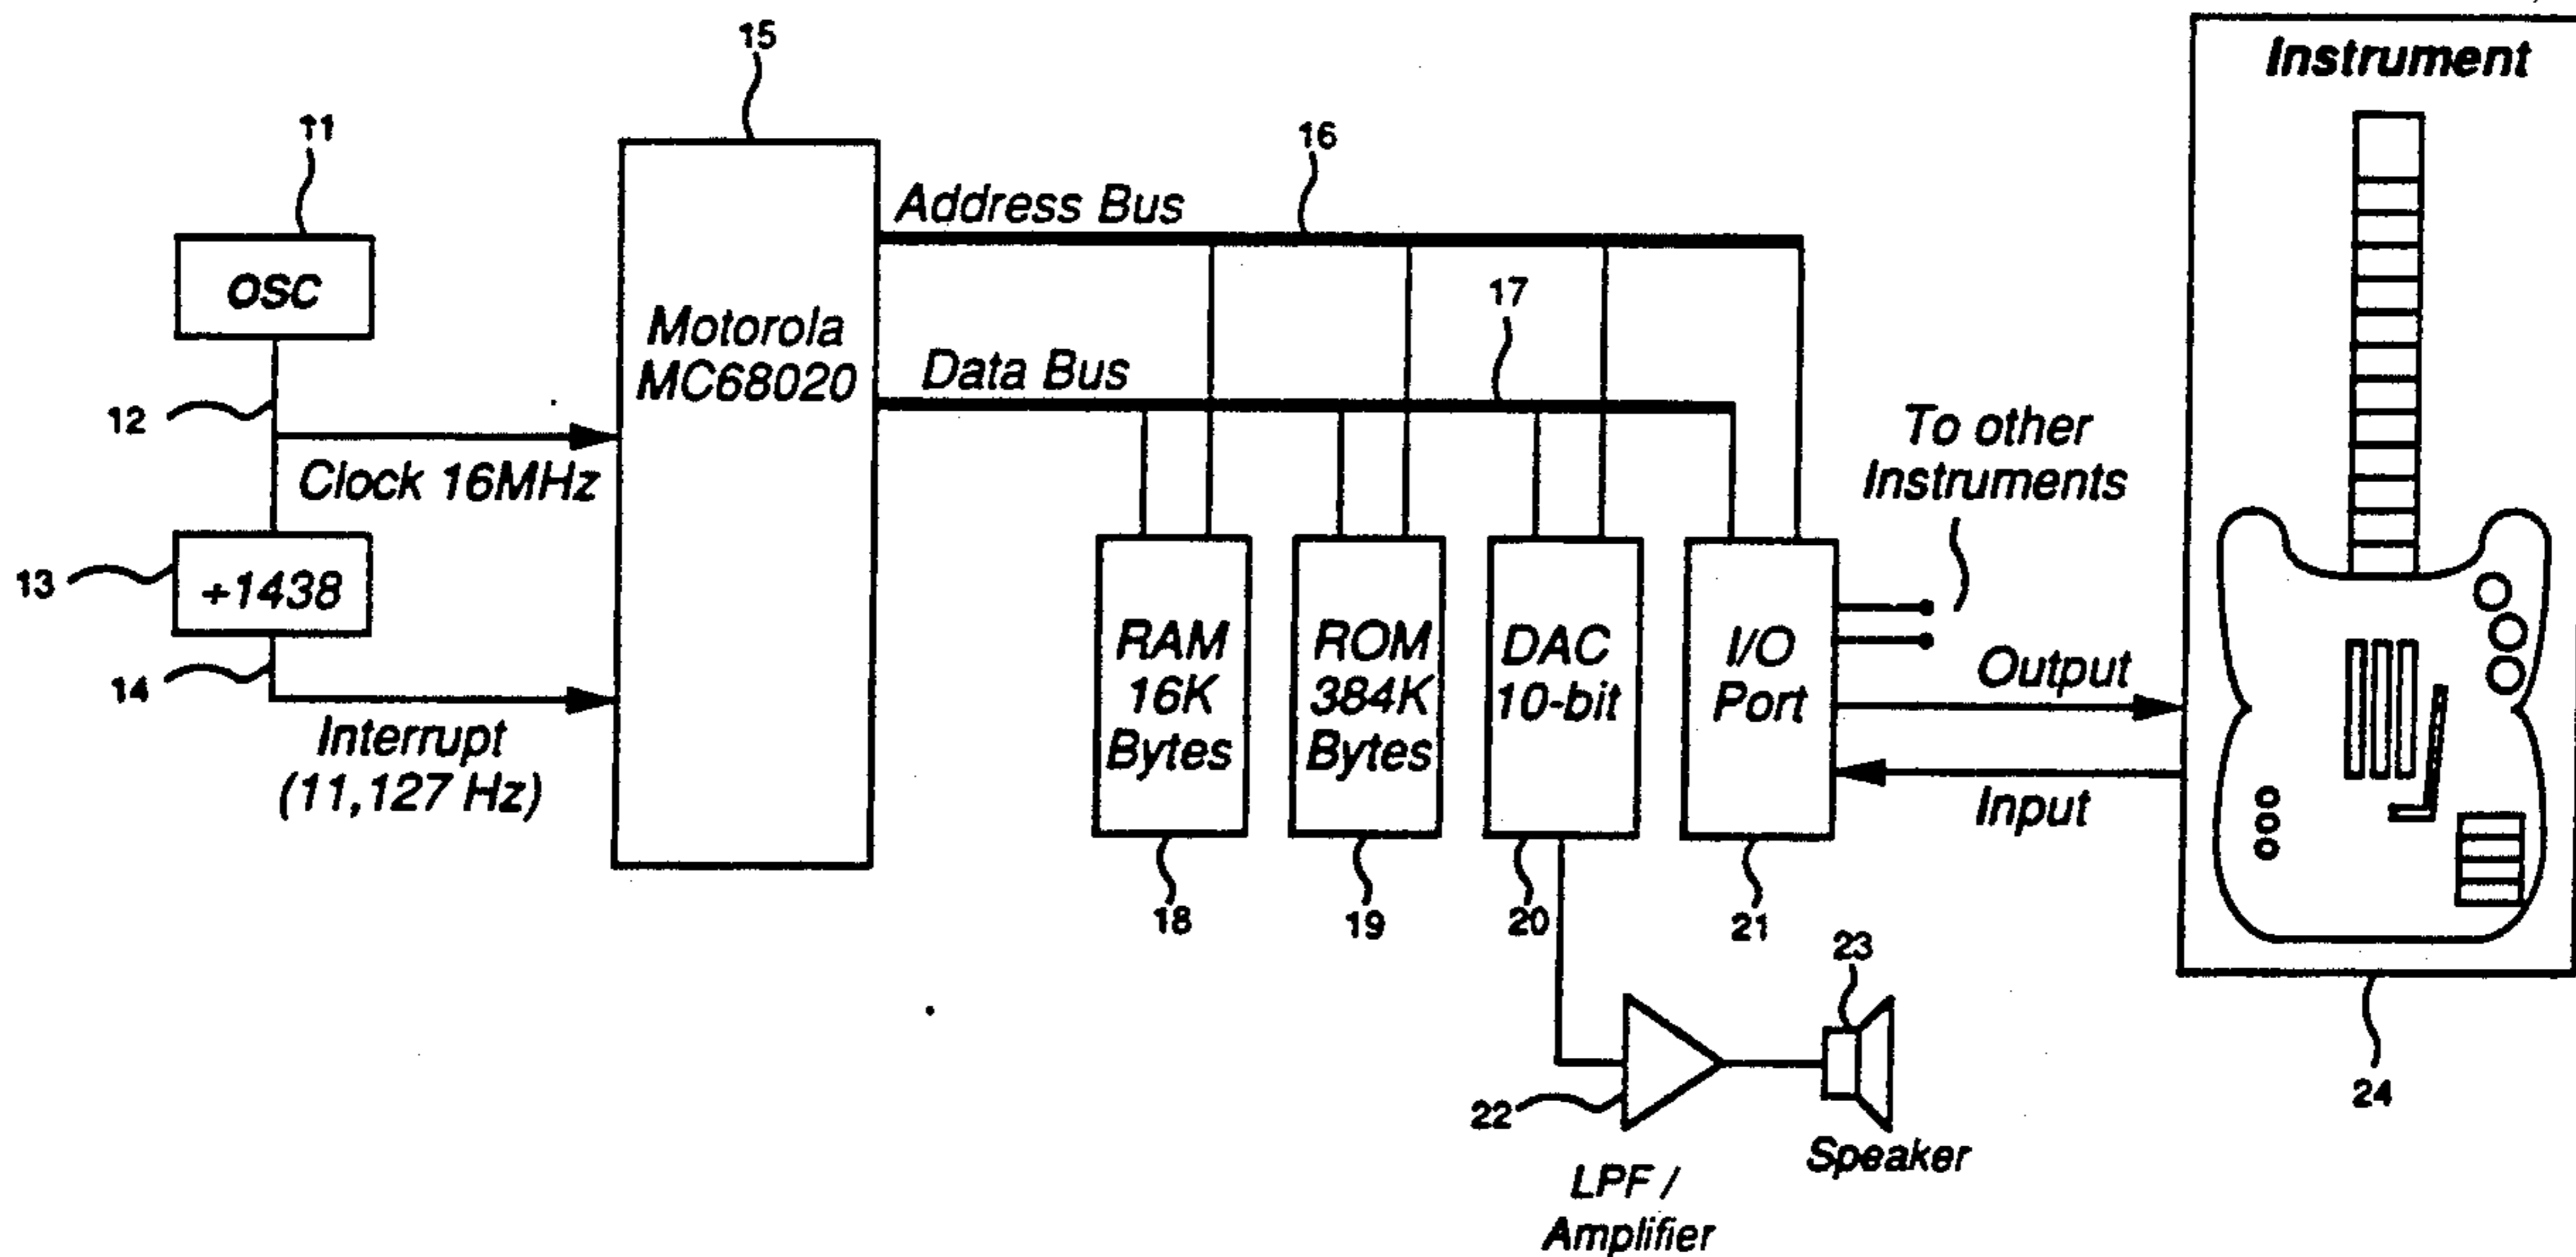 15
Instrument
11
16
Address Bus
OSC
17
Motorola
MC68020
Data Bus
12
To other
Instruments
Clock 16MHz
13
+1438
RAM
16K
Bytes
ROM
384K
Bytes
DAC
10-bit
I/O
Port
Output
14
Interrupt
(11,127 Hz)
Input
18
19
20
21
23
24
22
Speaker
LPF /
Amplifier